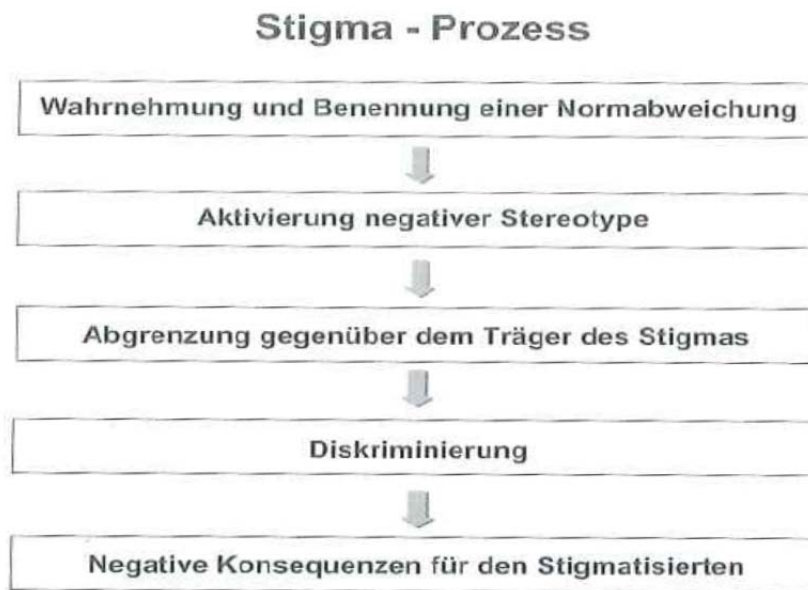 Stigma - Prozess
Wahrnehmung und Benennung einer Normabweichung
Aktivierung negativer Stereotype
Abgrenzung gegenüber dem Träger des Stigmas
Diskriminierung
Negative Konsequenzen für den Stigmatisierten